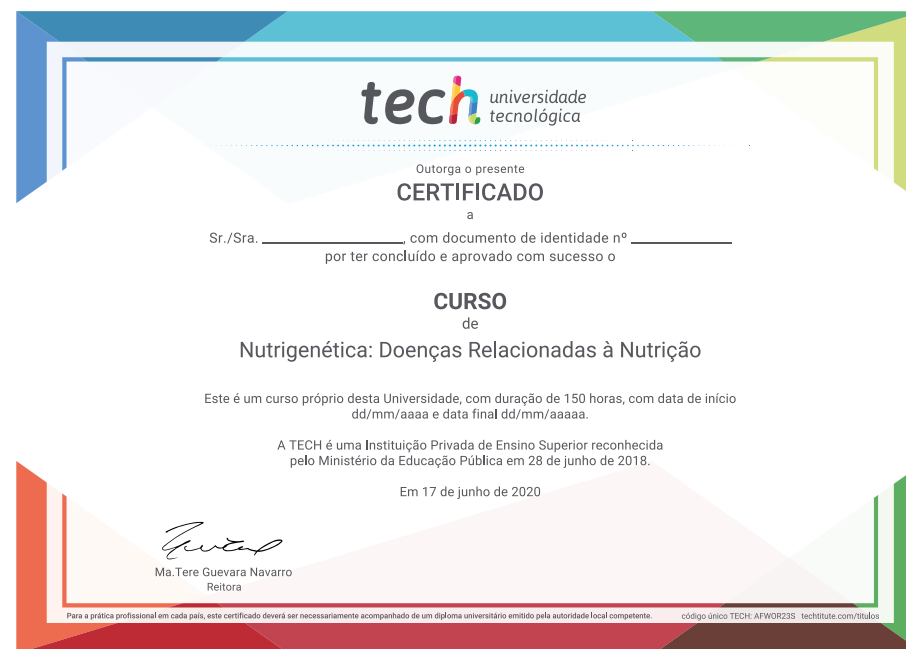 tech universidade
tecnológica
Outorga o presente
CERTIFICADO
a
Sr./Sra. ________________, com documento de identidade nº ____________
por ter concluído e aprovado com sucesso o
CURSO
de
Nutrigenética: Doenças Relacionadas à Nutrição
Este é um curso próprio desta Universidade, com duração de 150 horas, com data de início
dd/mm/aaaa e data final dd/mm/aaaaa.
A TECH é uma Instituição Privada de Ensino Superior reconhecida
pelo Ministério da Educação Pública em 28 de junho de 2018.
Em 17 de junho de 2020
Ma.Tere Guevara Navarro
Reitora
Para a prática profissional em cada país, este certificado deverá ser necessariamente acompanhado de um diploma universitário emitido pela autoridade local competente. código único TECH: AFWOR23S techtitute.com/titulos